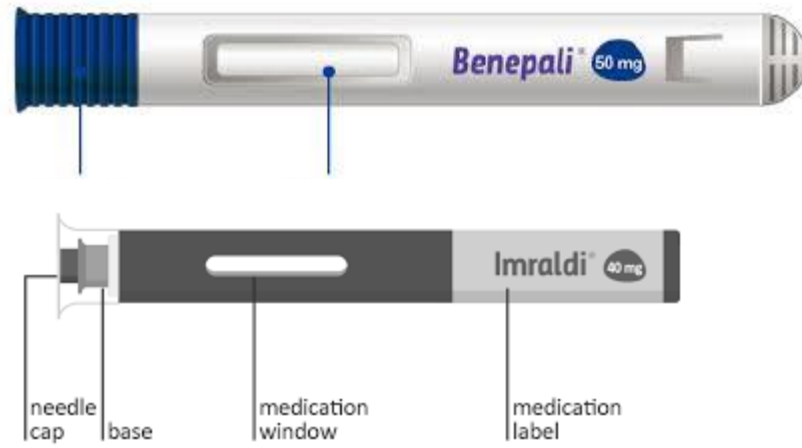 Benepali® 50 mg
Imraldi® 40 mg
needle cap
base
medication window
medication label